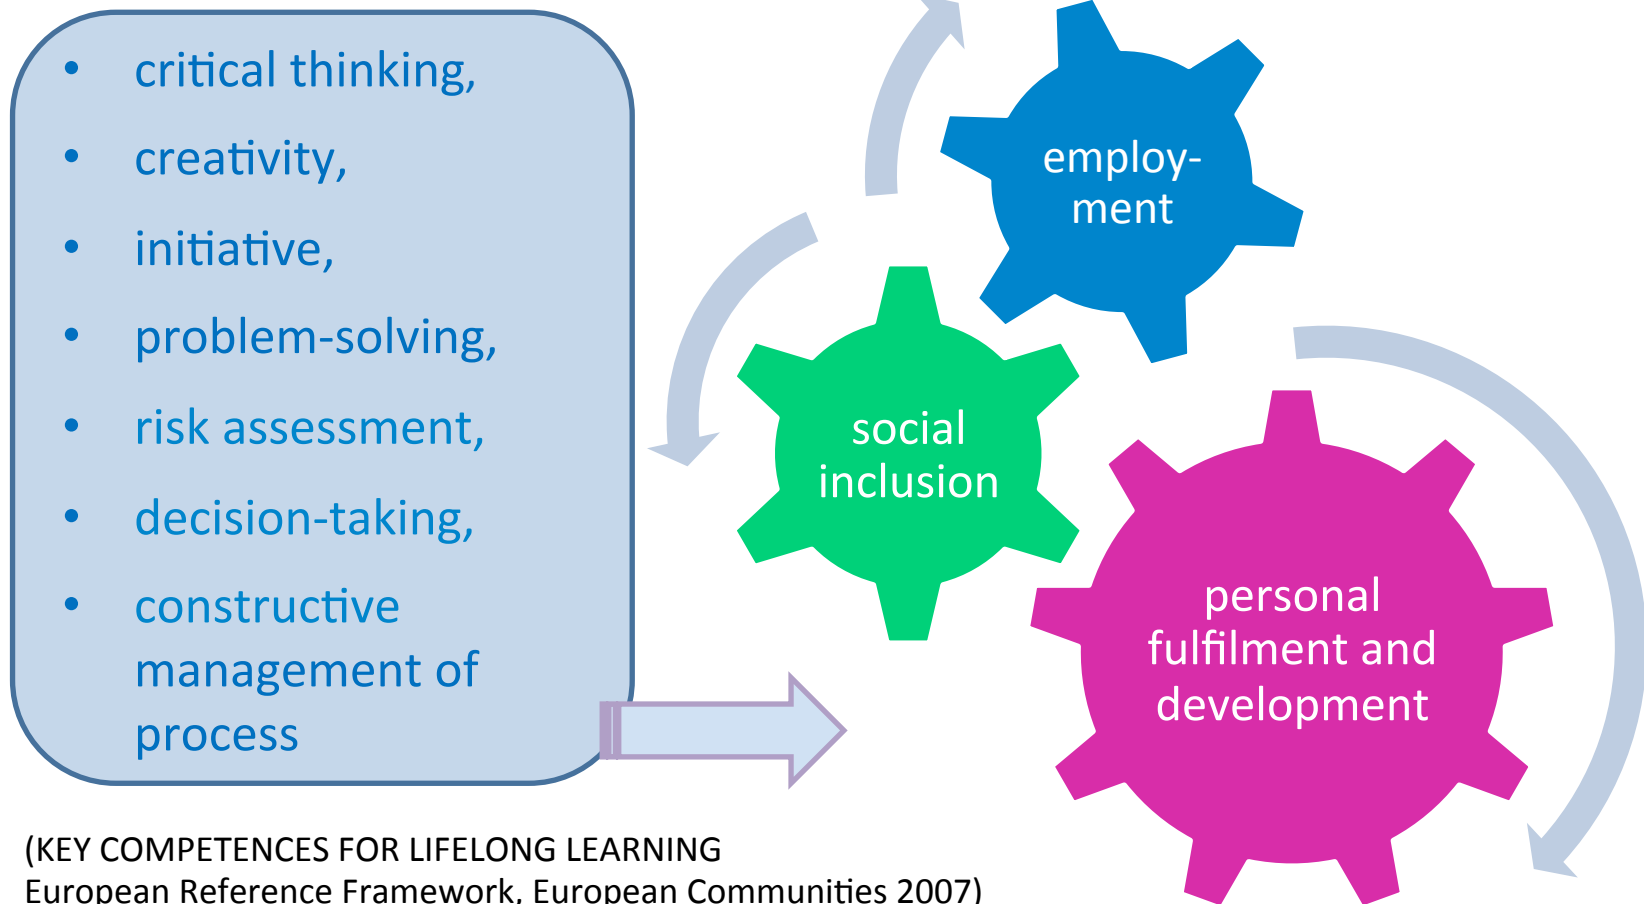 • critical thinking,
• creativity,
• initiative,
• problem-solving,
• risk assessment,
• decision-taking,
• constructive
management of
process
employ-
ment
social
inclusion
personal
fulfilment and
development
(KEY COMPETENCES FOR LIFELONG LEARNING
European Reference Framework, European Communities 2007)